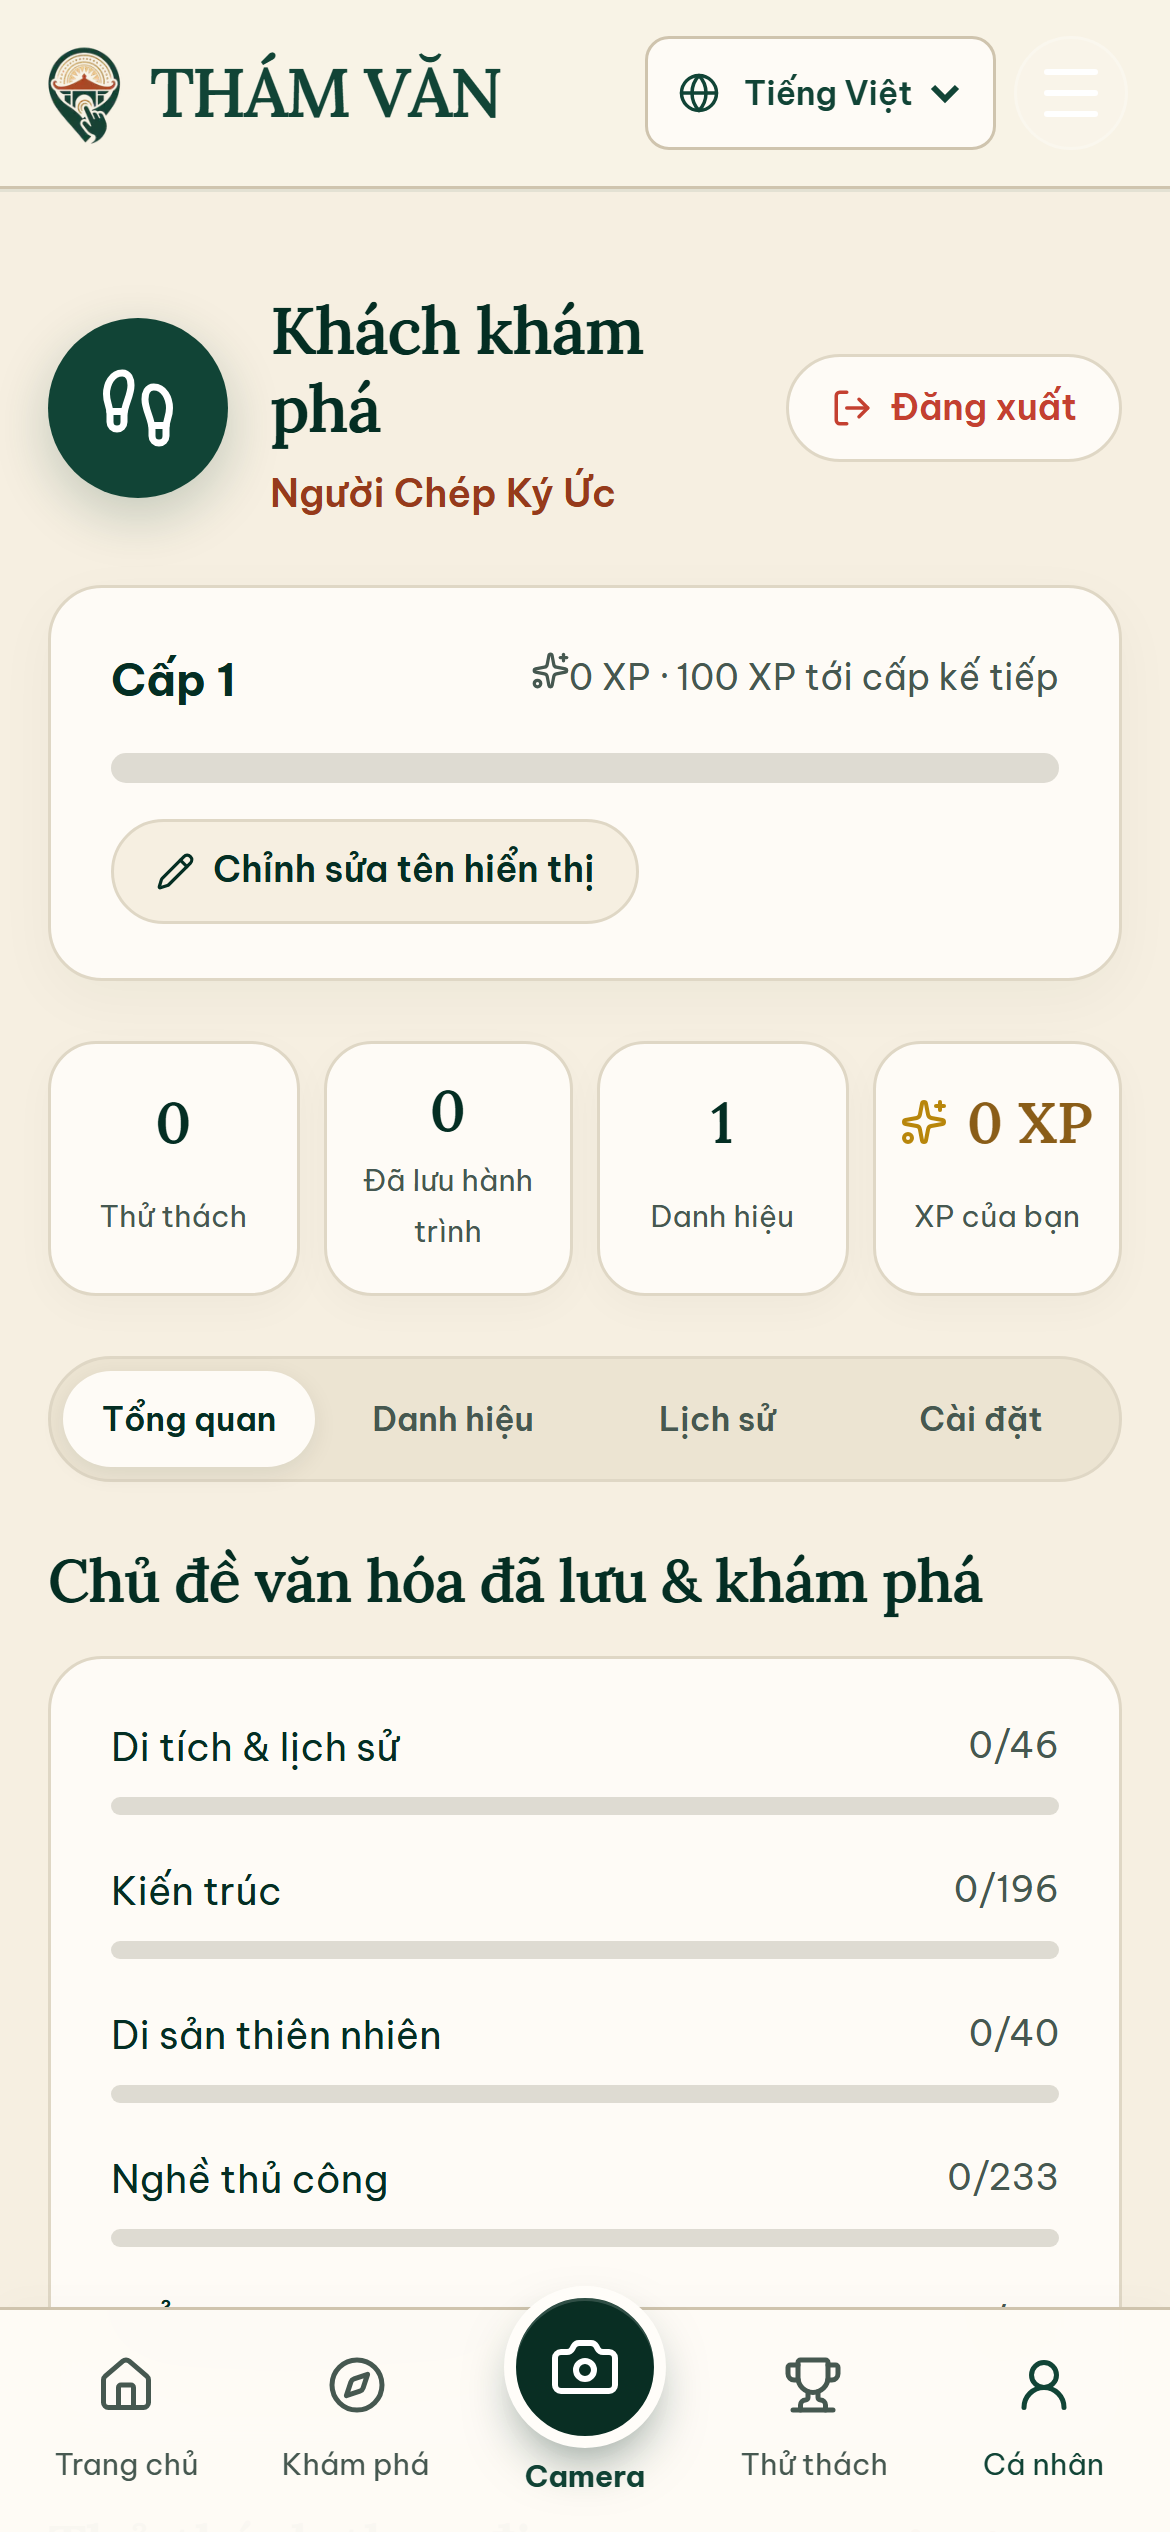 THÁM VĂN
Tiếng Việt
Khách khám
phá
Người Chép Ký Ức
Đăng xuất
Cấp 1
0 XP · 100 XP tới cấp kế tiếp
Chỉnh sửa tên hiển thị
0
Thử thách
0
Đã lưu hành
trình
1
Danh hiệu
0 XP
XP của bạn
Tổng quan
Danh hiệu
Lịch sử
Cài đặt
Chủ đề văn hóa đã lưu & khám phá
Di tích & lịch sử
0/46
Kiến trúc
0/196
Di sản thiên nhiên
0/40
Nghề thủ công
0/233
Trang chủ
Khám phá
Camera
Thử thách
Cá nhân